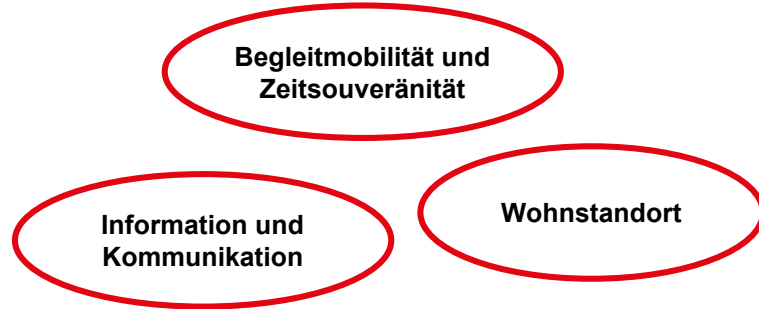 Begleitmobilität und
Zeitsouveränität
Wohnstandort
Information und
Kommunikation